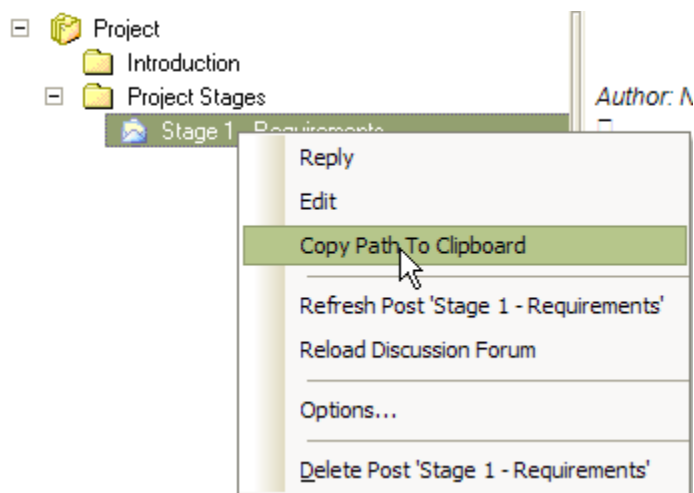 Project
Introduction
Project Stages
Author: N
Stage 1 - Requirements
Reply
Edit
Copy Path To Clipboard
Refresh Post 'Stage 1 - Requirements'
Reload Discussion Forum
Options...
Delete Post 'Stage 1 - Requirements'